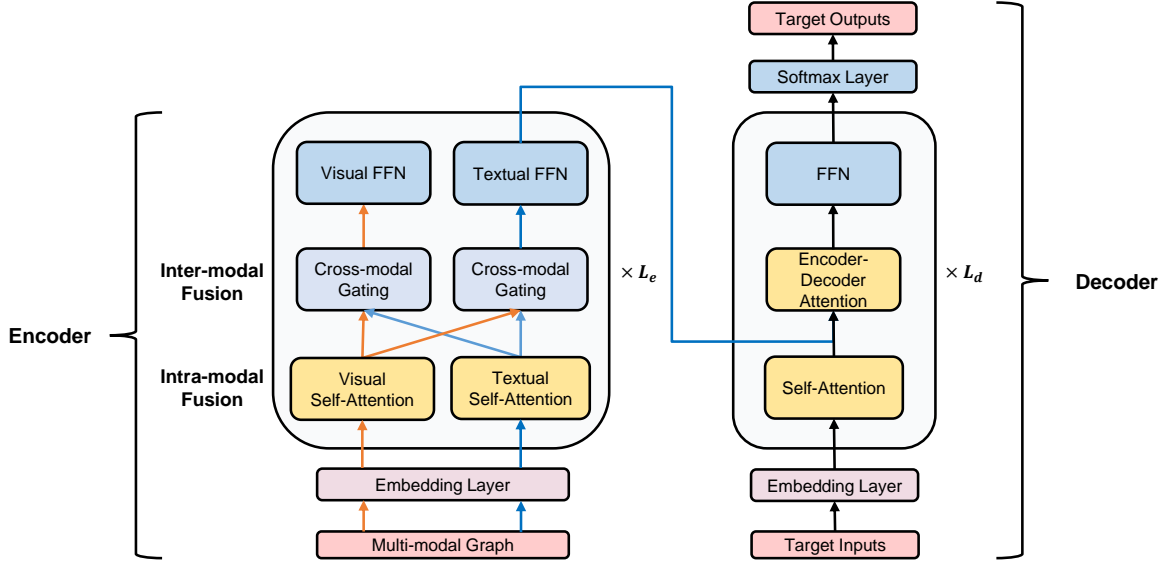 Target Outputs
Softmax Layer
Visual FFN
Textual FFN
FFN
Inter-modal
Fusion
Cross-modal
Gating
Cross-modal
Gating
× L_e
Encoder-
Decoder
Attention
× L_d
Decoder
Encoder
Intra-modal
Fusion
Visual
Self-Attention
Textual
Self-Attention
Self-Attention
Embedding Layer
Embedding Layer
Multi-modal Graph
Target Inputs